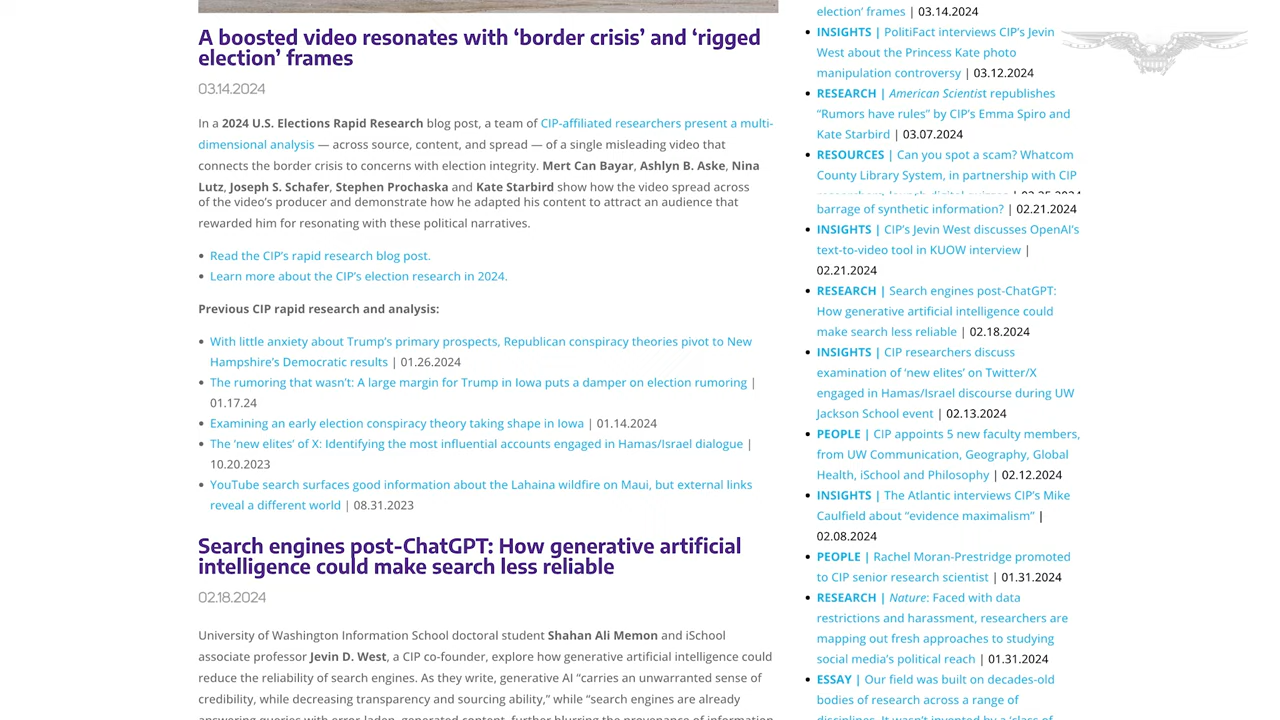 A boosted video resonates with ‘border crisis’ and ‘rigged
election’ frames
03.14.2024
In a 2024 U.S. Elections Rapid Research blog post, a team of CIP-affiliated researchers present a multi-
dimensional analysis — across source, content, and spread — of a single misleading video that
connects the border crisis to concerns with election integrity. Mert Can Bayar, Ashlyn B. Aske, Nina
Lutz, Joseph S. Schafer, Stephen Prochaska and Kate Starbird show how the video spread across
of the video’s producer and demonstrate how he adapted his content to attract an audience that
rewarded him for resonating with these political narratives.
• Read the CIP’s rapid research blog post.
• Learn more about the CIP’s election research in 2024.
Previous CIP rapid research and analysis:
• With little anxiety about Trump’s primary prospects, Republican conspiracy theories pivot to New
Hampshire’s Democratic results | 01.26.2024
• The rumoring that wasn’t: A large margin for Trump in Iowa puts a damper on election rumoring |
01.17.24
• Examining an early election conspiracy theory taking shape in Iowa | 01.14.2024
• The ‘new elites’ of X: Identifying the most influential accounts engaged in Hamas/Israel dialogue |
10.20.2023
• YouTube search surfaces good information about the Lahaina wildfire on Maui, but external links
reveal a different world | 08.31.2023
Search engines post-ChatGPT: How generative artificial
intelligence could make search less reliable
02.18.2024
University of Washington Information School doctoral student Shahan Ali Memon and iSchool
associate professor Jevin D. West, a CIP co-founder, explore how generative artificial intelligence could
reduce the reliability of search engines. As they write, generative AI “carries an unwarranted sense of
credibility, while decreasing transparency and sourcing ability,” while “search engines are already
answering queries with error-laden, generated content, further blurring the provenance of information
election’ frames | 03.14.2024
• INSIGHTS | PolitiFact interviews CIP’s Jevin
West about the Princess Kate photo
manipulation controversy | 03.12.2024
• RESEARCH | American Scientist republishes
“Rumors have rules” by CIP’s Emma Spiro and
Kate Starbird | 03.07.2024
• RESOURCES | Can you spot a scam? Whatcom
County Library System, in partnership with CIP
barrage of synthetic information? | 02.21.2024
• INSIGHTS | CIP’s Jevin West discusses OpenAI’s
text-to-video tool in KUOW interview |
02.21.2024
• RESEARCH | Search engines post-ChatGPT:
How generative artificial intelligence could
make search less reliable | 02.18.2024
• INSIGHTS | CIP researchers discuss
examination of ‘new elites’ on Twitter/X
engaged in Hamas/Israel discourse during UW
Jackson School event | 02.13.2024
• PEOPLE | CIP appoints 5 new faculty members,
from UW Communication, Geography, Global
Health, iSchool and Philosophy | 02.12.2024
• INSIGHTS | The Atlantic interviews CIP’s Mike
Caulfield about “evidence maximalism” |
02.08.2024
• PEOPLE | Rachel Moran-Prestridge promoted
to CIP senior research scientist | 01.31.2024
• RESEARCH | Nature: Faced with data
restrictions and harassment, researchers are
mapping out fresh approaches to studying
social media’s political reach | 01.31.2024
• ESSAY | Our field was built on decades-old
bodies of research across a range of
disciplines. It wasn’t invented by a ‘class of